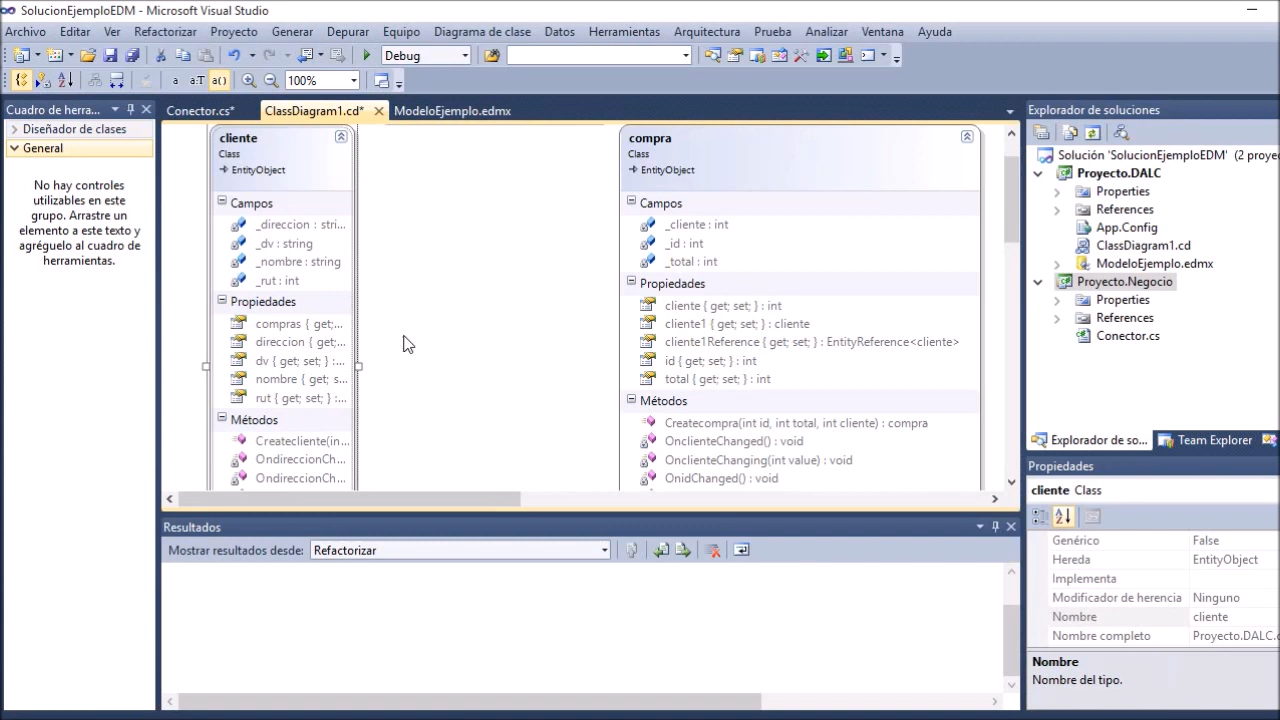 SolucionEjemploEDM - Microsoft Visual Studio
Archivo Editar Ver Refactorizar Proyecto Generar Depurar Equipo Diagrama de clase Datos Herramientas Arquitectura Prueba Analizar Ventana Ayuda
Debug
100%
Cuadro de herra...
Diseñador de clases
General
No hay controles
utilizables en este
grupo. Arrastre un
elemento a este texto y
agréguelo al cuadro de
herramientas.
Conector.cs* ClassDiagram1.cd* ModeloEjemplo.edmx
cliente
Class
EntityObject
Campos
_direccion : stri...
_dv : string
_nombre : string
_rut : int
Propiedades
compras { get;...
direccion { get;...
dv { get; set; } :...
nombre { get; s...
rut { get; set; } :...
Métodos
Createcliente(in...
OndireccionCh...
OndireccionCh...
compra
Class
EntityObject
Campos
_cliente : int
_id : int
_total : int
Propiedades
cliente { get; set; } : int
cliente1 { get; set; } : cliente
cliente1Reference { get; set; } : EntityReference<cliente>
id { get; set; } : int
total { get; set; } : int
Métodos
Createcompra(int id, int total, int cliente) : compra
OnclienteChanged() : void
OnclienteChanging(int value) : void
OnidChanged() : void
Resultados
Mostrar resultados desde: Refactorizar
Explorador de soluciones
Solución 'SolucionEjemploEDM' (2 proye
Proyecto.DALC
Properties
References
App.Config
ClassDiagram1.cd
ModeloEjemplo.edmx
Proyecto.Negocio
Properties
References
Conector.cs
Explorador de so... Team Explorer
Propiedades
cliente Class
Genérico False
Hereda EntityObject
Implementa
Modificador de herencia Ninguno
Nombre cliente
Nombre completo Proyecto.DALC.c
Nombre
Nombre del tipo.